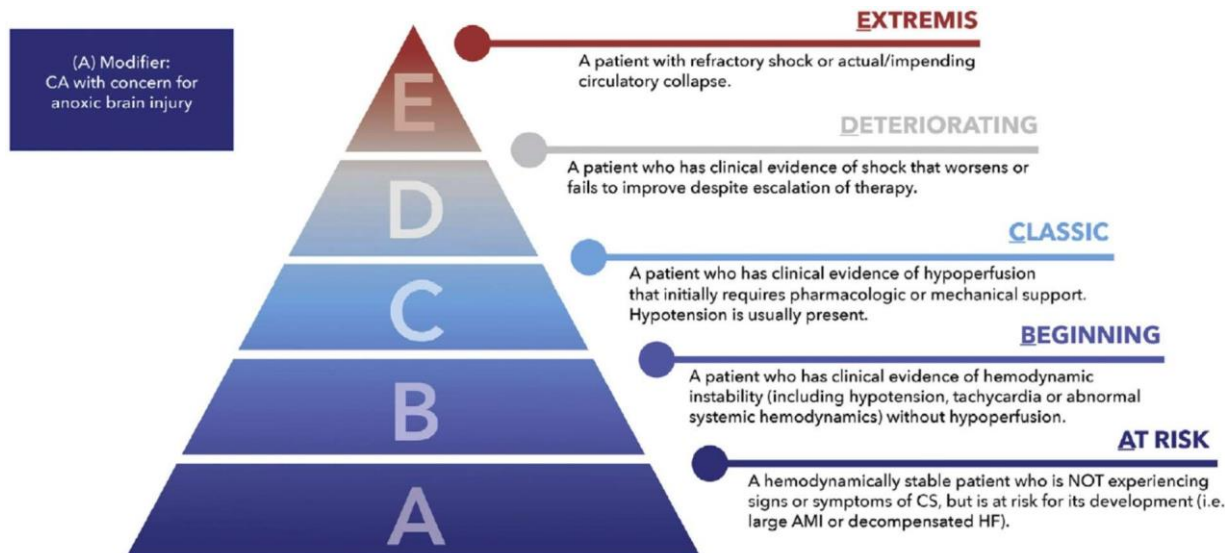 (A) Modifier:
CA with concern for
anoxic brain injury
E
EXTREMIS
A patient with refractory shock or actual/impending
circulatory collapse.
D
DETERIORATING
A patient who has clinical evidence of shock that worsens or
fails to improve despite escalation of therapy.
C
CLASSIC
A patient who has clinical evidence of hypoperfusion
that initially requires pharmacologic or mechanical support.
Hypotension is usually present.
B
BEGINNING
A patient who has clinical evidence of hemodynamic
instability (including hypotension, tachycardia or abnormal
systemic hemodynamics) without hypoperfusion.
A
AT RISK
A hemodynamically stable patient who is NOT experiencing
signs or symptoms of CS, but is at risk for its development (i.e.
large AMI or decompensated HF).